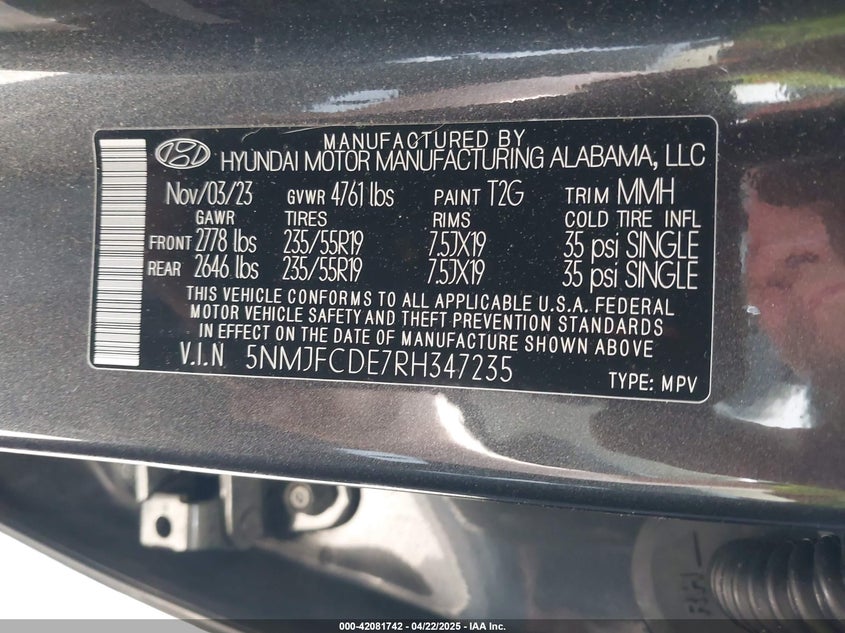 MANUFACTURED BY
HYUNDAI MOTOR MANUFACTURING ALABAMA, LLC
Nov/03/23 GVWR 4761 lbs PAINT T2G TRIM MMH
GAWR TIRES RIMS COLD TIRE INFL
FRONT 2778 lbs 235/55R19 7.5JX19 35 psi SINGLE
REAR 2646 lbs 235/55R19 7.5JX19 35 psi SINGLE
THIS VEHICLE CONFORMS TO ALL APPLICABLE U.S.A. FEDERAL
MOTOR VEHICLE SAFETY AND THEFT PREVENTION STANDARDS
IN EFFECT ON THE DATE OF MANUFACTURE SHOWN ABOVE
V.I.N 5NMJFCDE7RH347235
TYPE: MPV
000-42081742 - 04/22/2025 - IAA Inc.